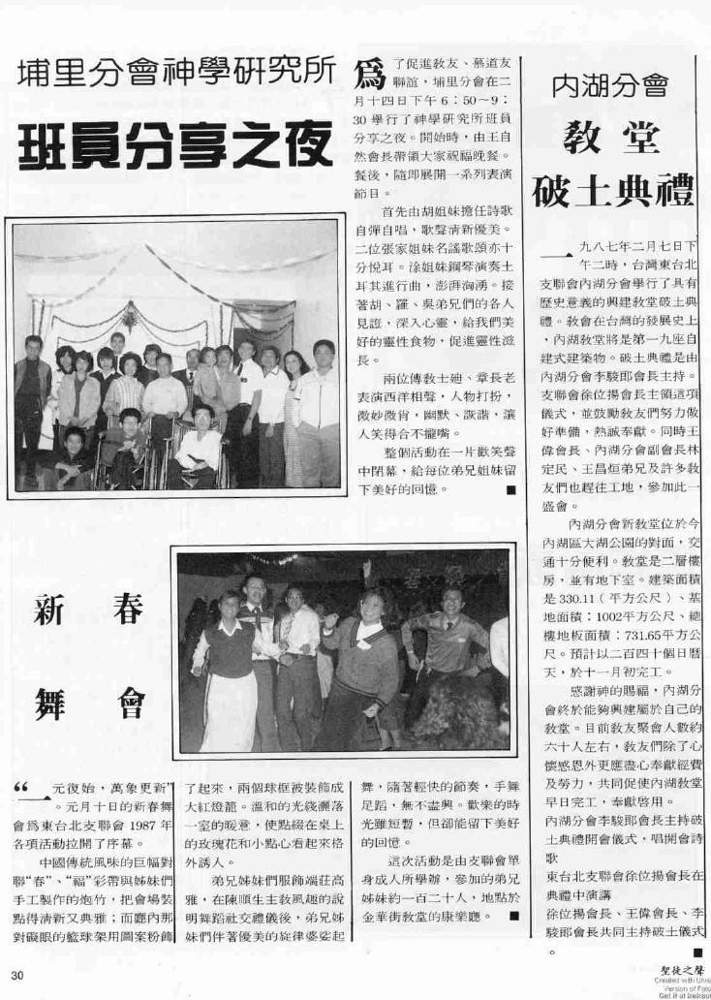 埔里分會神學研究所
班員分享之夜
為了促進教友、慕道友
聯誼，埔里分會在二
月十四日下午6：50～9：
30舉行了神學研究所班員
分享之夜。開始時，由王自
然會長帶領大家祝福晚餐。
餐後，隨即展開一系列表演
節目。
首先由胡姐妹擔任詩歌
自彈自唱，歌聲清新優美。
二位張家姐妹名謠歌頌亦十
分悅耳。涂姐妹鋼琴演奏土
耳其進行曲，澎湃洶湧。接
著胡、羅、吳弟兄們的各人
見證，深入心靈，給我們美
好的靈性食物，促進靈性滋
長。
兩位傳教士廸、韋長老
表演西洋相聲，人物打扮，
微妙微肖，幽默、詼諧，讓
人笑得合不攏嘴。
整個活動在一片歡笑聲
中閉幕，給每位弟兄姐妹留
下美好的回憶。■
新春
舞會
“一元復始，萬象更新”
。元月十日的新春舞
會為東台北支聯會1987年
各項活動拉開了序幕。
中國傳統風味的巨幅對
聯“春”、“福”彩帶與姊妹們
手工製作的炮竹，把會場裝
點得清新又典雅；而廳內那
對礙眼的籃球架用圖案粉飾
了起來，兩個球框被裝飾成
大紅燈籠。溫和的光綫灑落
一室的暖意，使點綴在桌上
的玫瑰花和小點心看起來格
外誘人。
弟兄姊妹們服飾端莊高
雅，在陳順生主敎風趣的說
明舞蹈社交禮儀後，弟兄姊
妹們伴著優美的旋律婆娑起
舞，隨著輕快的節奏，手舞
足蹈，無不盡興。歡樂的時
光雖短暫，但卻能留下美好
的回憶。
這次活動是由支聯會單
身成人所舉辦，參加的弟兄
姊妹約一百二十人，地點於
金華街敎堂的康樂廳。■
內湖分會
敎堂
破土典禮
一九八七年二月七日下
午二時，台灣東台北
支聯會內湖分會舉行了具有
歷史意義的興建敎堂破土典
禮。敎會在台灣的發展史上
，內湖敎堂將是第一九座自
建式建築物。破土典禮是由
內湖分會李駿郎會長主持。
支聯會徐位揚會長主領這項
儀式，並鼓勵敎友們努力做
好準備，熱誠奉獻。同時王
偉會長、內湖分會副會長林
定民、王昌烜弟兄及許多敎
友們也趕往工地，參加此一
盛會。
內湖分會新敎堂位於今
內湖區大湖公園的對面，交
通十分便利。敎堂是二層樓
房，並有地下室。建築面積
是330.11（平方公尺）、基
地面積：1002平方公尺、總
樓地板面積：731.65平方公
尺。預計以二百四十個日曆
天，於十一月初完工。
感謝神的賜福，內湖分
會終於能夠興建屬於自己的
敎堂。目前敎友聚會人數約
六十人左右，敎友們除了心
懷感恩外更應盡心奉獻經費
及勞力，共同促使內湖敎堂
早日完工，奉獻啓用。
內湖分會李駿郎會長主持破
土典禮開會儀式，唱開會詩
歌
東台北支聯會徐位揚會長在
典禮中演講
徐位揚會長、王偉會長、李
駿郎會長共同主持破土儀式
。■
30
聖徒之聲
Created with Unre
Version of
Get it at